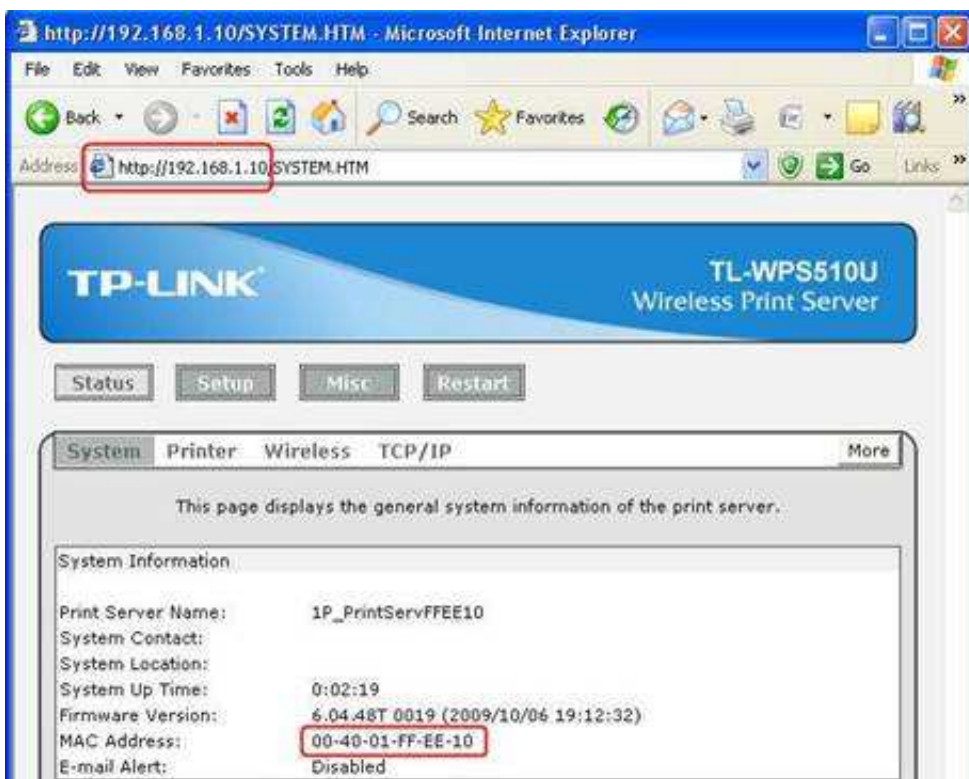 http://192.168.1.10/SYSTEM.HTM - Microsoft Internet Explorer
File Edit View Favorites Tools Help
Back Search Favorites
Address http://192.168.1.10/SYSTEM.HTM Go Links
TP-LINK
TL-WPS510U
Wireless Print Server
Status Setup Misc Restart
System Printer Wireless TCP/IP More
This page displays the general system information of the print server.
System Information
Print Server Name: 1P_PrintServFFEE10
System Contact:
System Location:
System Up Time: 0:02:19
Firmware Version: 6.04.48T 0019 (2009/10/06 19:12:32)
MAC Address: 00-40-01-FF-EE-10
E-mail Alert: Disabled